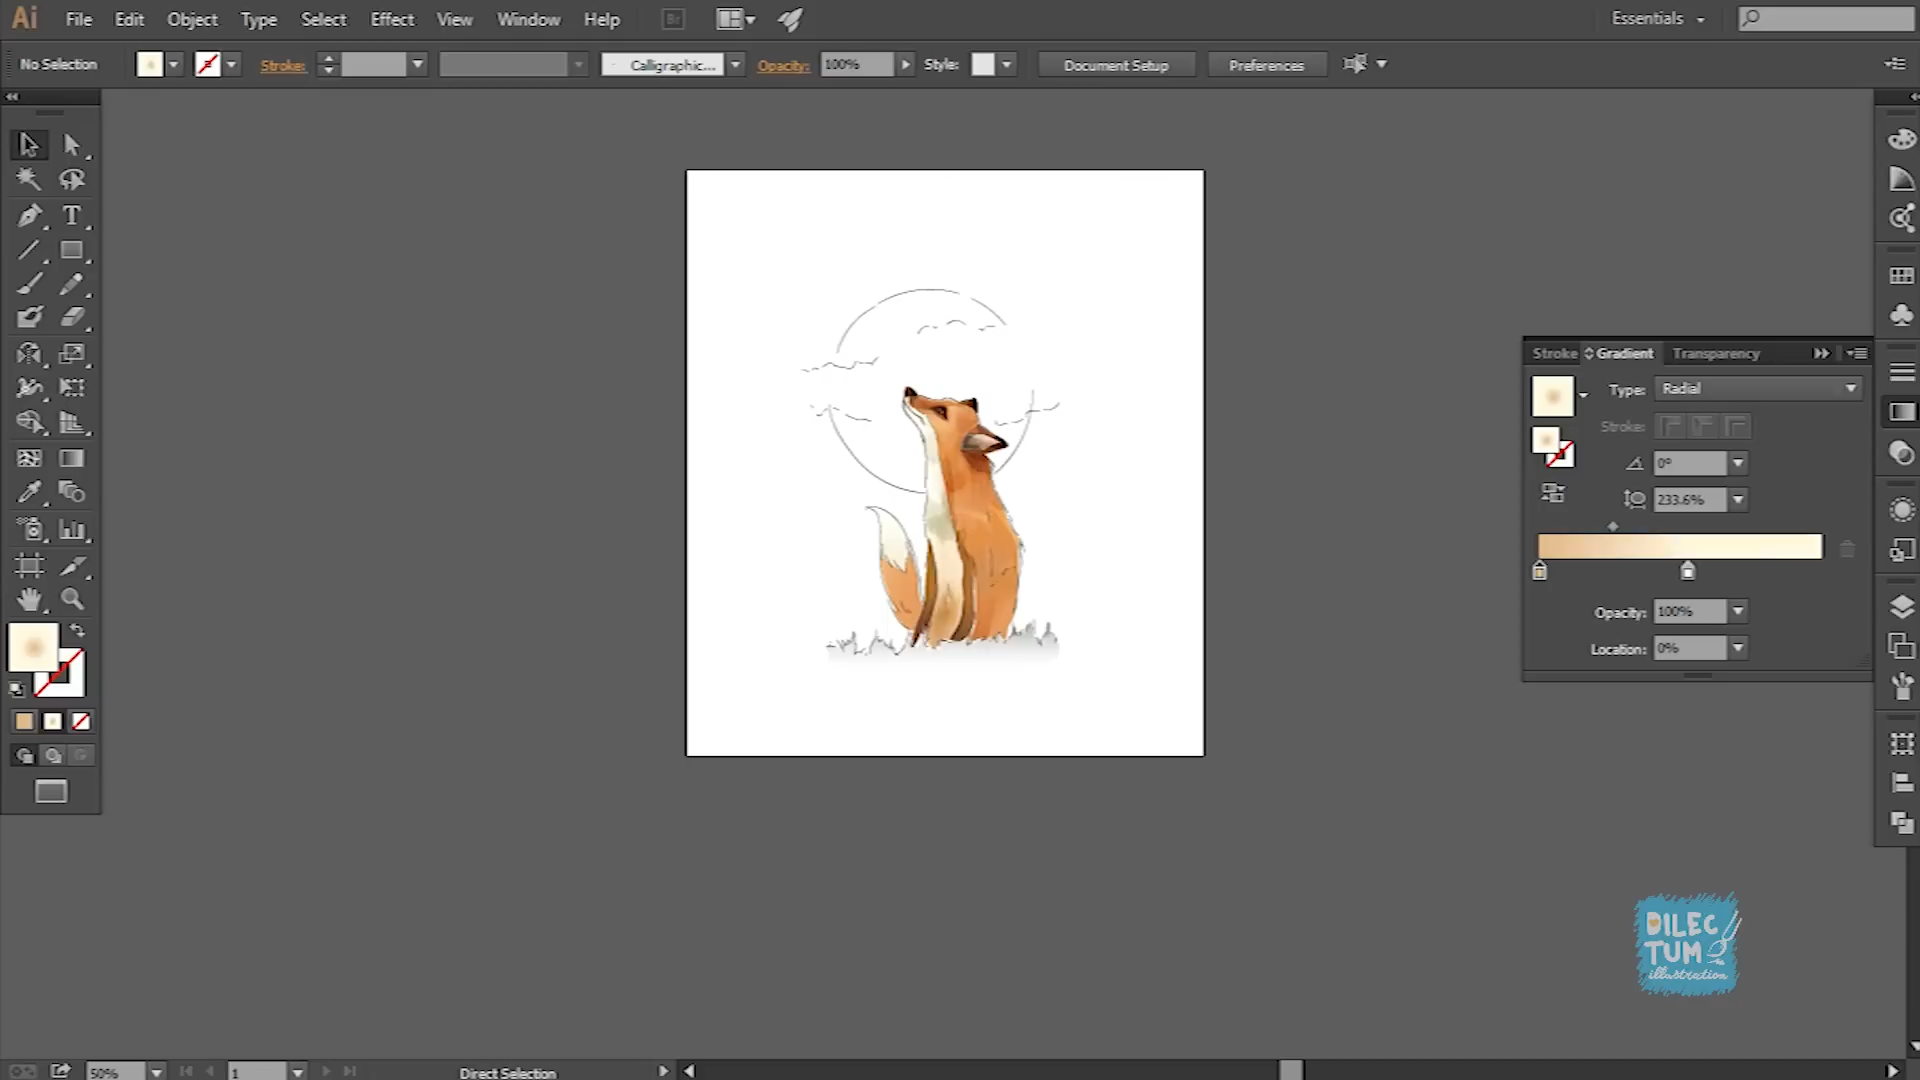 Ai File Edit Object Type Select Effect View Window Help Br Essentials
No Selection Stroke: Calligraphic... Opacity: 100% Style: Document Setup Preferences
Stroke Gradient Transparency
Type: Radial
Stroke:
0°
233.6%
Opacity: 100%
Location: 0%
DILEC
TUM
illustration
50% 1 Direct Selection